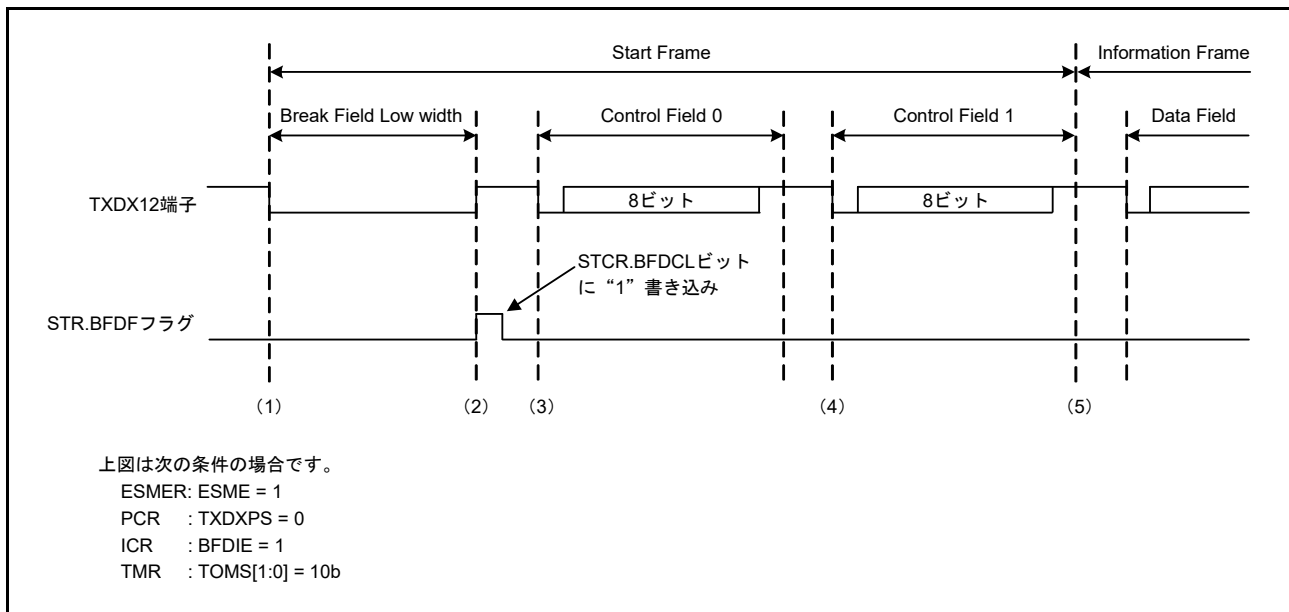 Start Frame
Information Frame
Break Field Low width
Control Field 0
Control Field 1
Data Field
TXDX12端子
8ビット
8ビット
STCR.BFDCLビット
に“1”書き込み
STR.BFDFフラグ
(1)
(2)
(3)
(4)
(5)
上図は次の条件の場合です。
ESMER: ESME = 1
PCR : TXDXPS = 0
ICR : BFDIE = 1
TMR : TOMS[1:0] = 10b